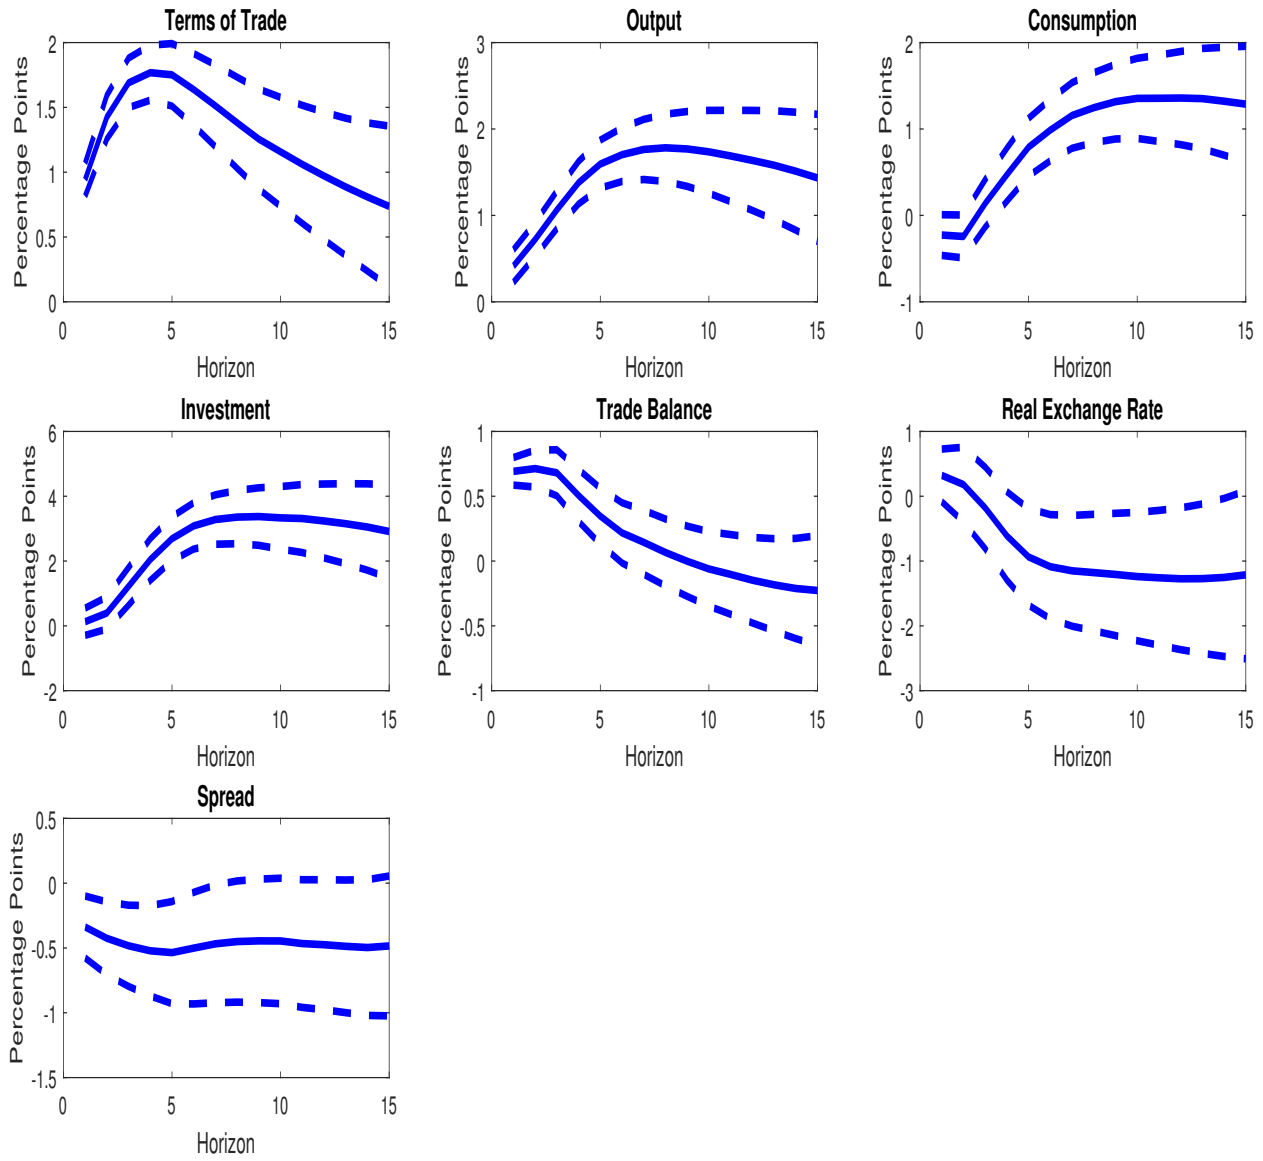 Terms of Trade
Percentage Points
2
1.5
1
0.5
0
0 5 10 15
Horizon
Output
Percentage Points
3
2
1
0
0 5 10 15
Horizon
Consumption
Percentage Points
2
1
0
-1
0 5 10 15
Horizon
Investment
Percentage Points
6
4
2
0
-2
0 5 10 15
Horizon
Trade Balance
Percentage Points
1
0.5
0
-0.5
-1
0 5 10 15
Horizon
Real Exchange Rate
Percentage Points
1
0
-1
-2
-3
0 5 10 15
Horizon
Spread
Percentage Points
0.5
0
-0.5
-1
-1.5
0 5 10 15
Horizon